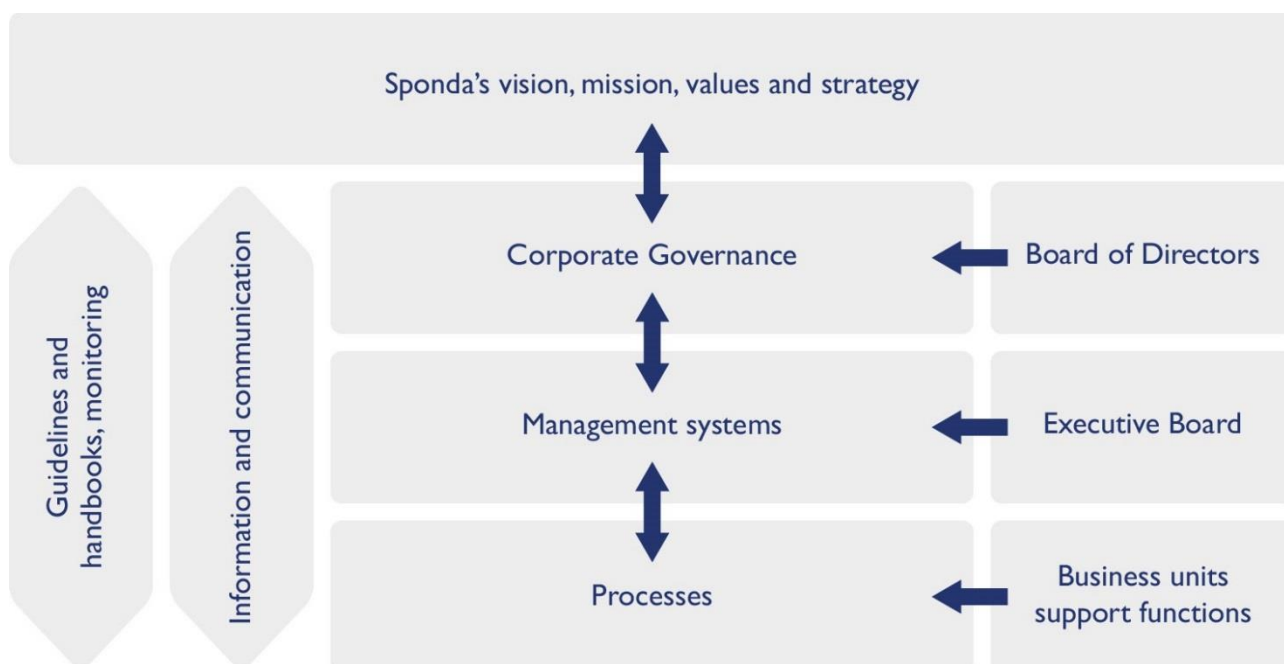 Sponda's vision, mission, values and strategy
Guidelines and
handbooks, monitoring
Information and communication
Corporate Governance
Board of Directors
Management systems
Executive Board
Processes
Business units
support functions